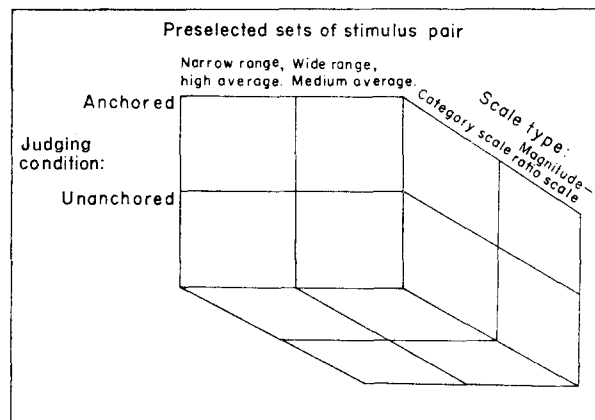 Preselected sets of stimulus pair
Narrow range, Wide range,
high average. Medium average.
Anchored
Judging
condition:
Unanchored
Scale type:
Category scale
Magnitude-
ratio scale